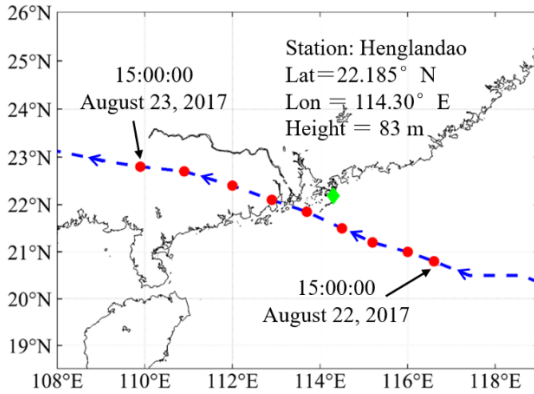 26°N
25°N
24°N
23°N
22°N
21°N
20°N
19°N
Station: Henglandao
Lat=22.185° N
Lon = 114.30° E
Height = 83 m
15:00:00
August 23, 2017
15:00:00
August 22, 2017
108°E 110°E 112°E 114°E 116°E 118°E